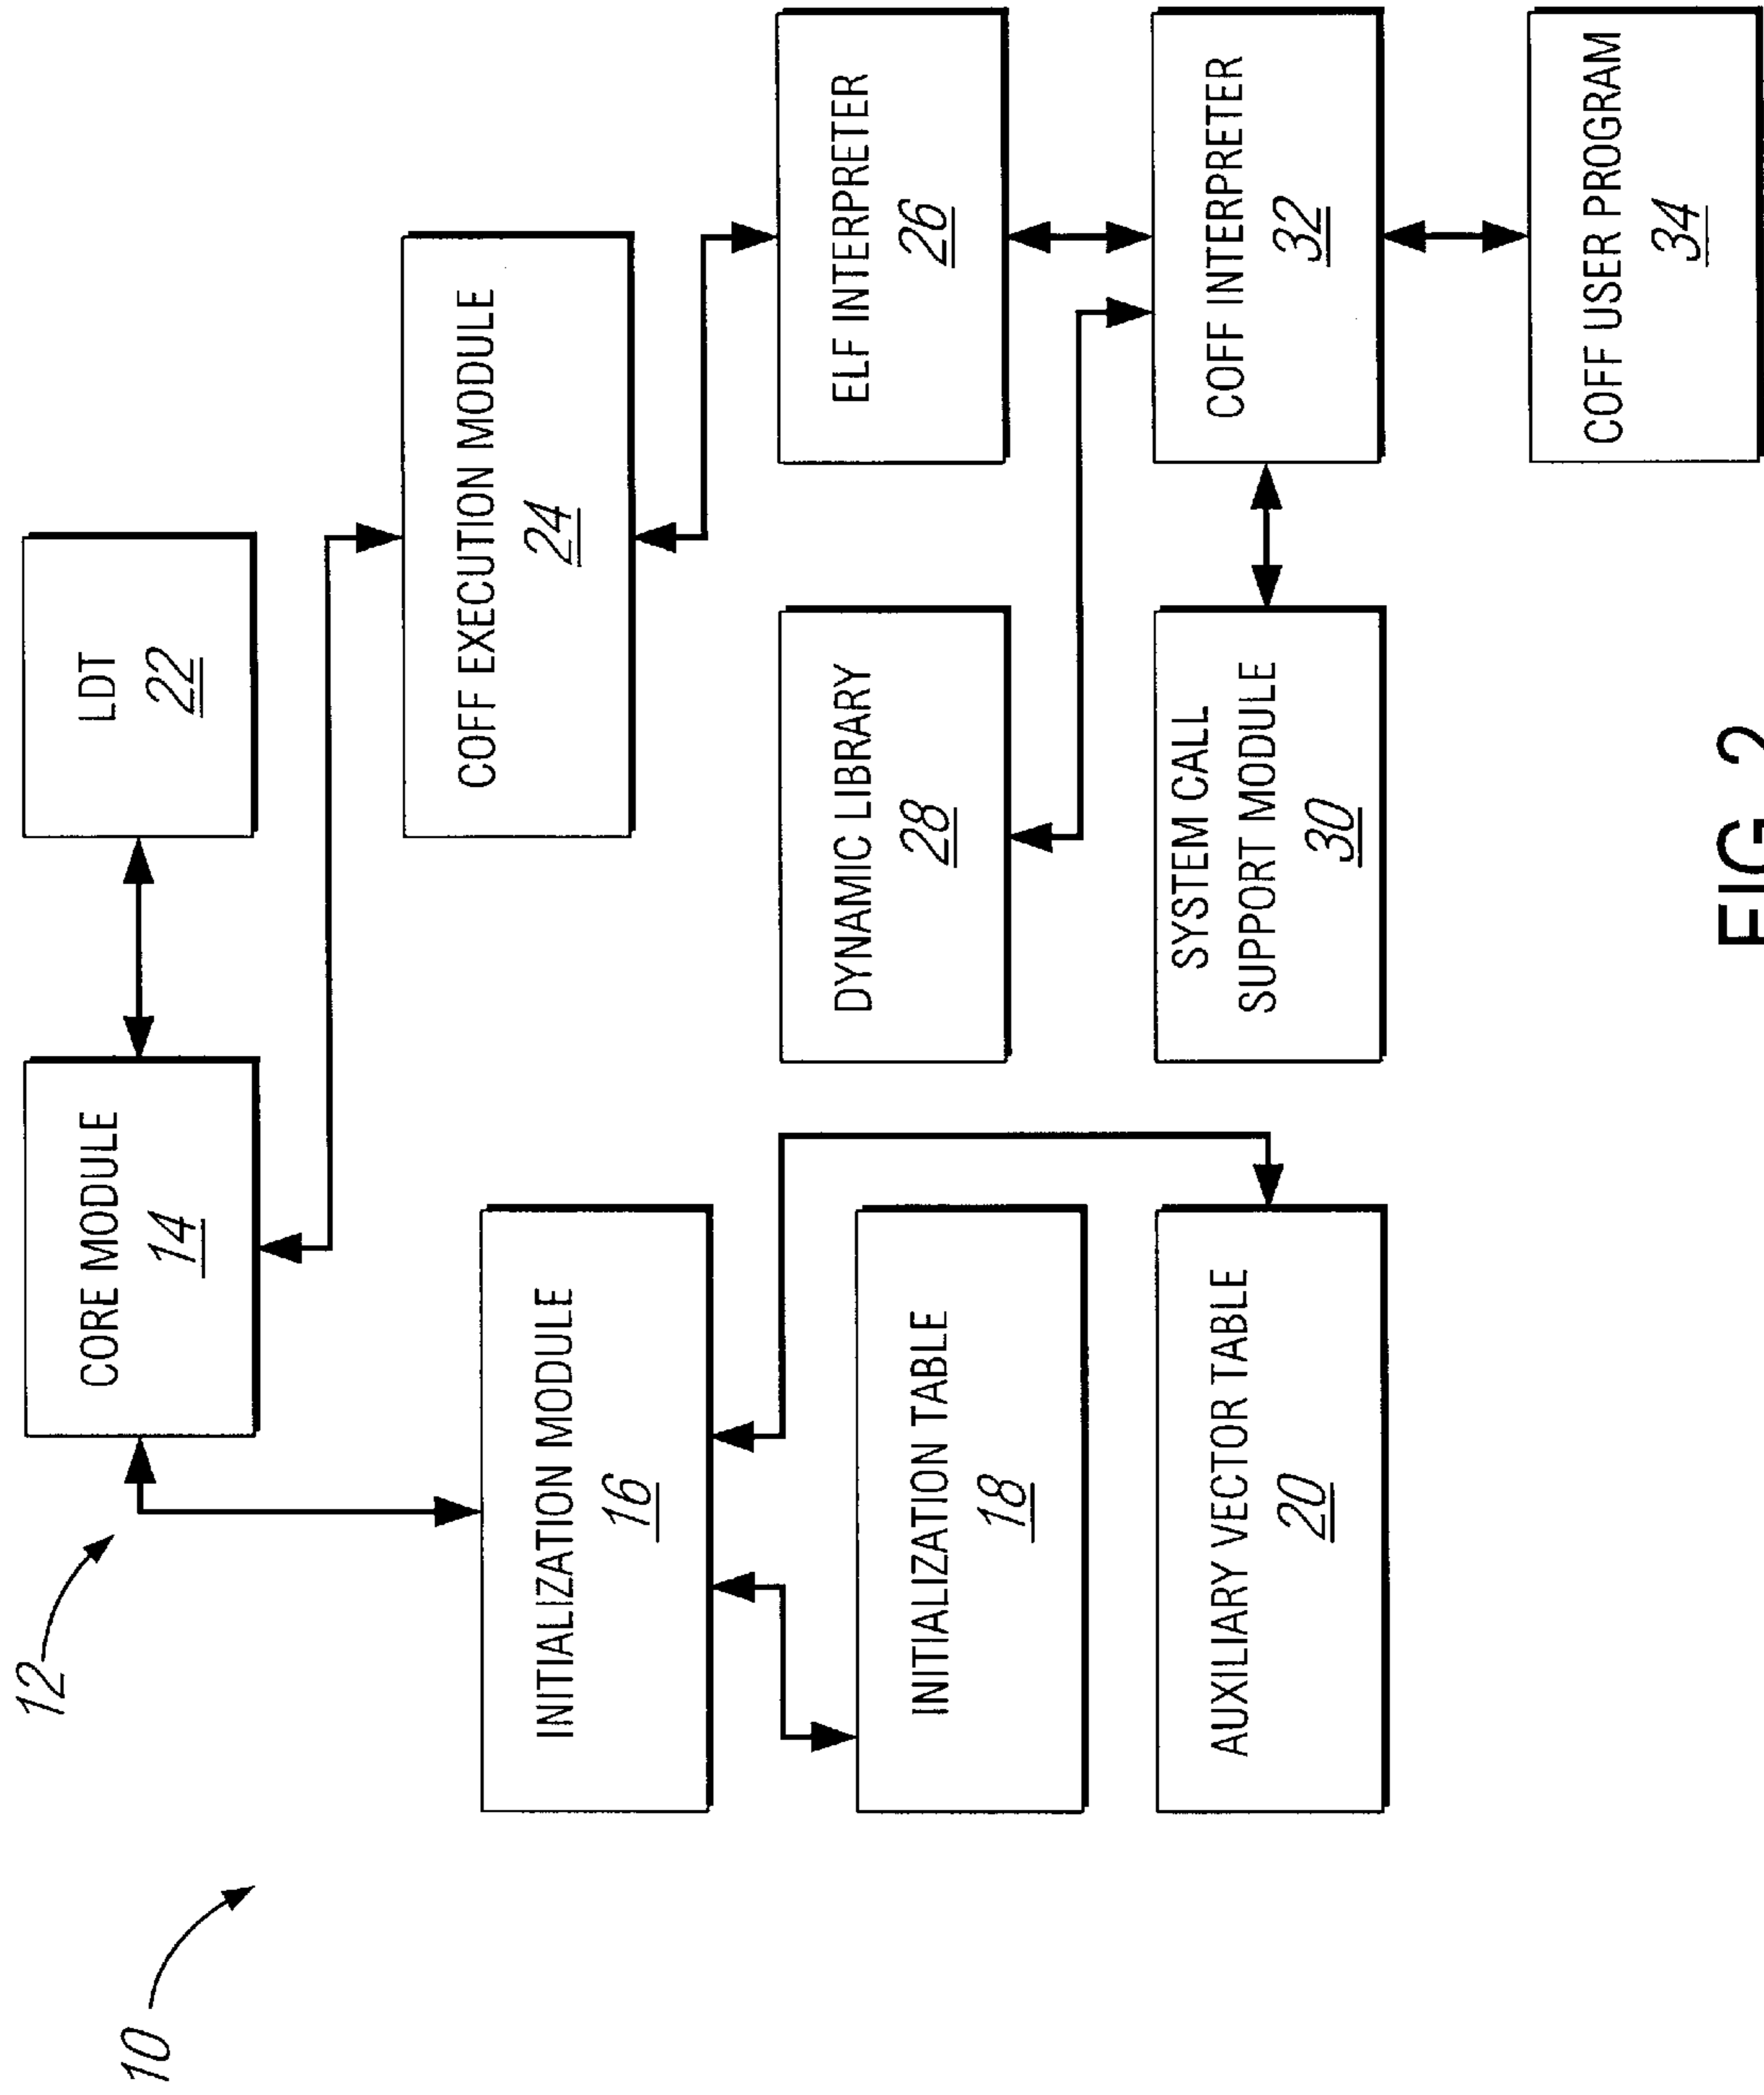 10
12
CORE MODULE
14
LDT
22
COFF EXECUTION MODULE
24
INITIALIZATION MODULE
16
DYNAMIC LIBRARY
28
ELF INTERPRETER
26
INITIALIZATION TABLE
18
SYSTEM CALL
SUPPORT MODULE
30
COFF INTERPRETER
32
AUXILIARY VECTOR TABLE
20
COFF USER PROGRAM
34
FIG. 2